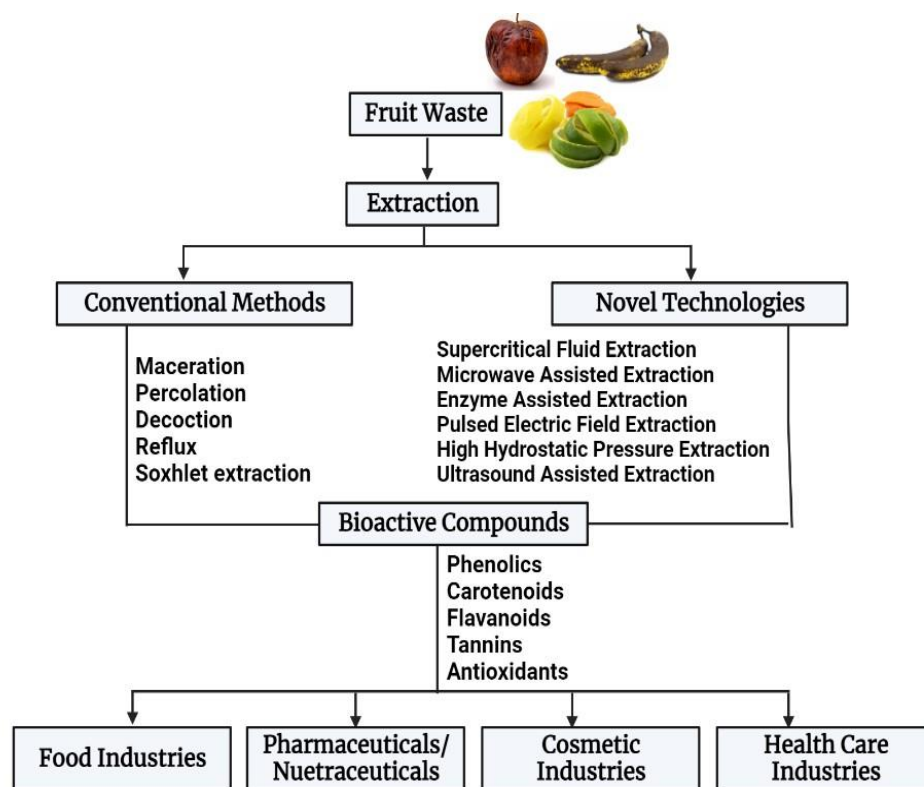 Fruit Waste
Extraction
Conventional Methods
Novel Technologies
Maceration
Percolation
Decoction
Reflux
Soxhlet extraction
Supercritical Fluid Extraction
Microwave Assisted Extraction
Enzyme Assisted Extraction
Pulsed Electric Field Extraction
High Hydrostatic Pressure Extraction
Ultrasound Assisted Extraction
Bioactive Compounds
Phenolics
Carotenoids
Flavanoids
Tannins
Antioxidants
Food Industries
Pharmaceuticals/
Nuetraceuticals
Cosmetic
Industries
Health Care
Industries